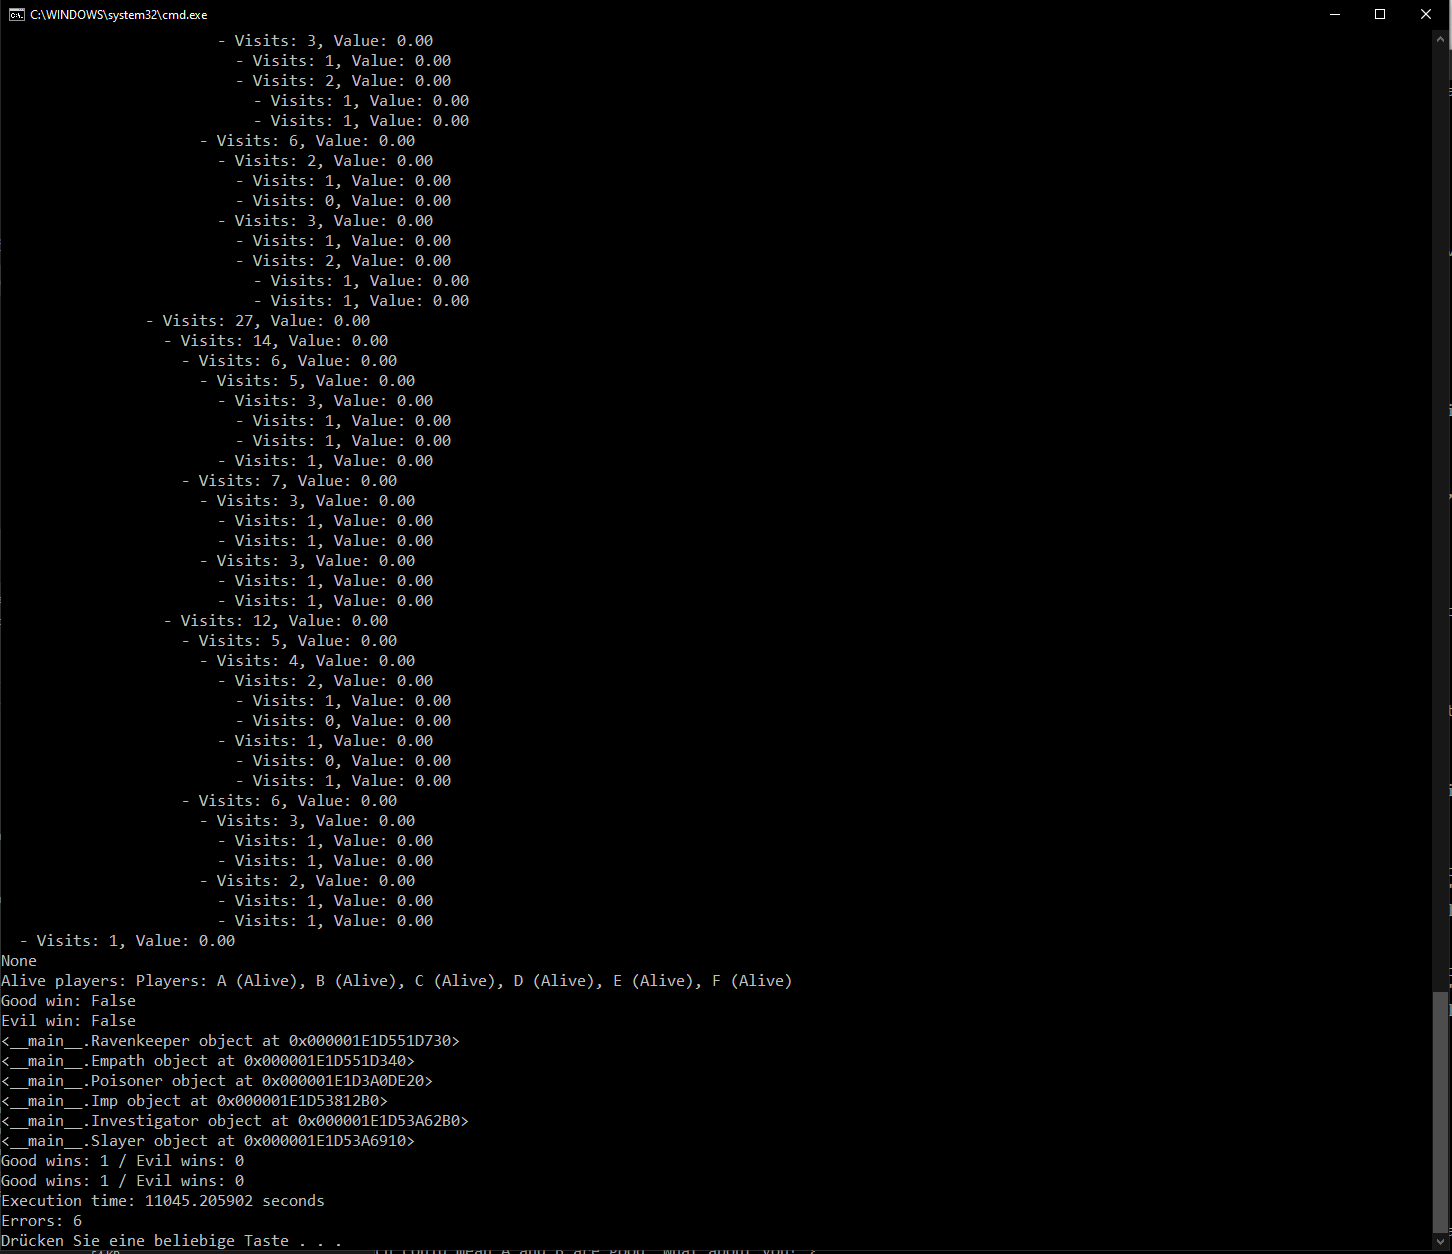 C:\WINDOWS\system32\cmd.exe
- Visits: 3, Value: 0.00
- Visits: 1, Value: 0.00
- Visits: 2, Value: 0.00
- Visits: 1, Value: 0.00
- Visits: 1, Value: 0.00
- Visits: 6, Value: 0.00
- Visits: 2, Value: 0.00
- Visits: 1, Value: 0.00
- Visits: 0, Value: 0.00
- Visits: 3, Value: 0.00
- Visits: 1, Value: 0.00
- Visits: 2, Value: 0.00
- Visits: 1, Value: 0.00
- Visits: 1, Value: 0.00
- Visits: 27, Value: 0.00
- Visits: 14, Value: 0.00
- Visits: 6, Value: 0.00
- Visits: 5, Value: 0.00
- Visits: 3, Value: 0.00
- Visits: 1, Value: 0.00
- Visits: 1, Value: 0.00
- Visits: 1, Value: 0.00
- Visits: 7, Value: 0.00
- Visits: 3, Value: 0.00
- Visits: 1, Value: 0.00
- Visits: 1, Value: 0.00
- Visits: 3, Value: 0.00
- Visits: 1, Value: 0.00
- Visits: 1, Value: 0.00
- Visits: 12, Value: 0.00
- Visits: 5, Value: 0.00
- Visits: 4, Value: 0.00
- Visits: 2, Value: 0.00
- Visits: 1, Value: 0.00
- Visits: 0, Value: 0.00
- Visits: 1, Value: 0.00
- Visits: 0, Value: 0.00
- Visits: 1, Value: 0.00
- Visits: 6, Value: 0.00
- Visits: 3, Value: 0.00
- Visits: 1, Value: 0.00
- Visits: 1, Value: 0.00
- Visits: 2, Value: 0.00
- Visits: 1, Value: 0.00
- Visits: 1, Value: 0.00
- Visits: 1, Value: 0.00
None
Alive players: Players: A (Alive), B (Alive), C (Alive), D (Alive), E (Alive), F (Alive)
Good win: False
Evil win: False
<__main__.Ravenkeeper object at 0x000001E1D551D730>
<__main__.Empath object at 0x000001E1D551D340>
<__main__.Poisoner object at 0x000001E1D3A0DE20>
<__main__.Imp object at 0x000001E1D53812B0>
<__main__.Investigator object at 0x000001E1D53A62B0>
<__main__.Slayer object at 0x000001E1D53A6910>
Good wins: 1 / Evil wins: 0
Good wins: 1 / Evil wins: 0
Execution time: 11045.205902 seconds
Errors: 6
Drücken Sie eine beliebige Taste . . .